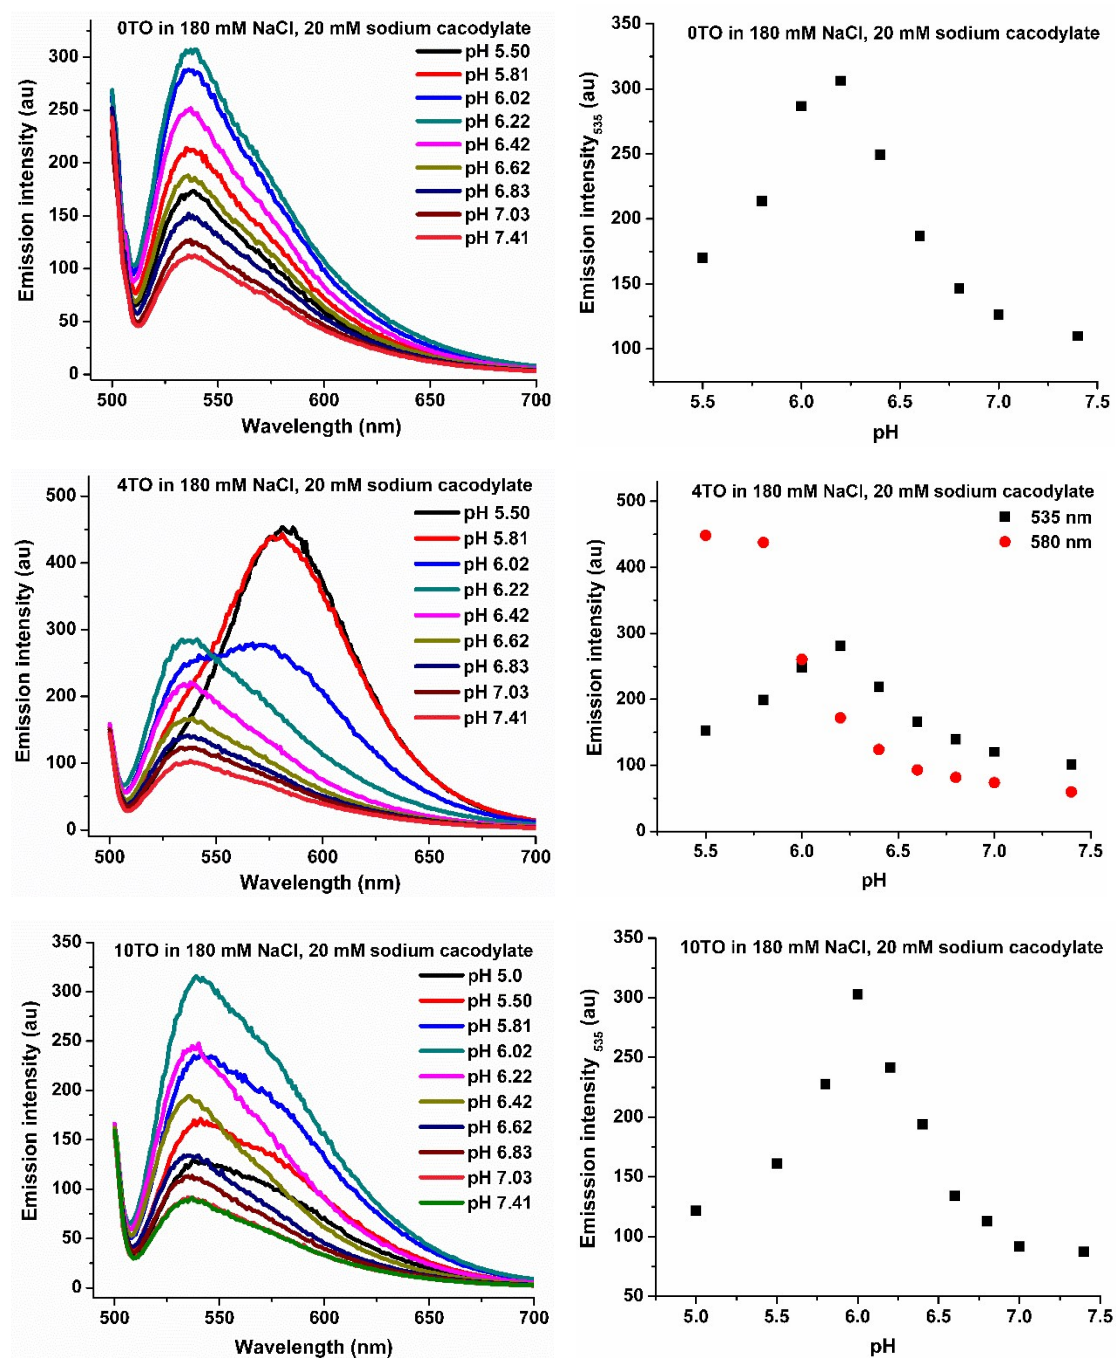 0TO in 180 mM NaCl, 20 mM sodium cacodylate
pH 5.50
pH 5.81
pH 6.02
pH 6.22
pH 6.42
pH 6.62
pH 6.83
pH 7.03
pH 7.41
Emission intensity (au)
300
250
200
150
100
50
0
500
550
600
650
700
Wavelength (nm)
0TO in 180 mM NaCl, 20 mM sodium cacodylate
Emission intensity535 (au)
350
300
250
200
150
100
5.5
6.0
6.5
7.0
7.5
pH
4TO in 180 mM NaCl, 20 mM sodium cacodylate
pH 5.50
pH 5.81
pH 6.02
pH 6.22
pH 6.42
pH 6.62
pH 6.83
pH 7.03
pH 7.41
Emission intensity (au)
500
400
300
200
100
0
500
550
600
650
700
Wavelength (nm)
4TO in 180 mM NaCl, 20 mM sodium cacodylate
535 nm
580 nm
Emission intensity (au)
500
400
300
200
100
0
5.5
6.0
6.5
7.0
7.5
pH
10TO in 180 mM NaCl, 20 mM sodium cacodylate
pH 5.0
pH 5.50
pH 5.81
pH 6.02
pH 6.22
pH 6.42
pH 6.62
pH 6.83
pH 7.03
pH 7.41
Emission intensity (au)
350
300
250
200
150
100
50
0
500
550
600
650
700
Wavelength (nm)
10TO in 180 mM NaCl, 20 mM sodium cacodylate
Emisssion intensity 535 (au)
350
300
250
200
150
100
50
5.0
5.5
6.0
6.5
7.0
7.5
pH